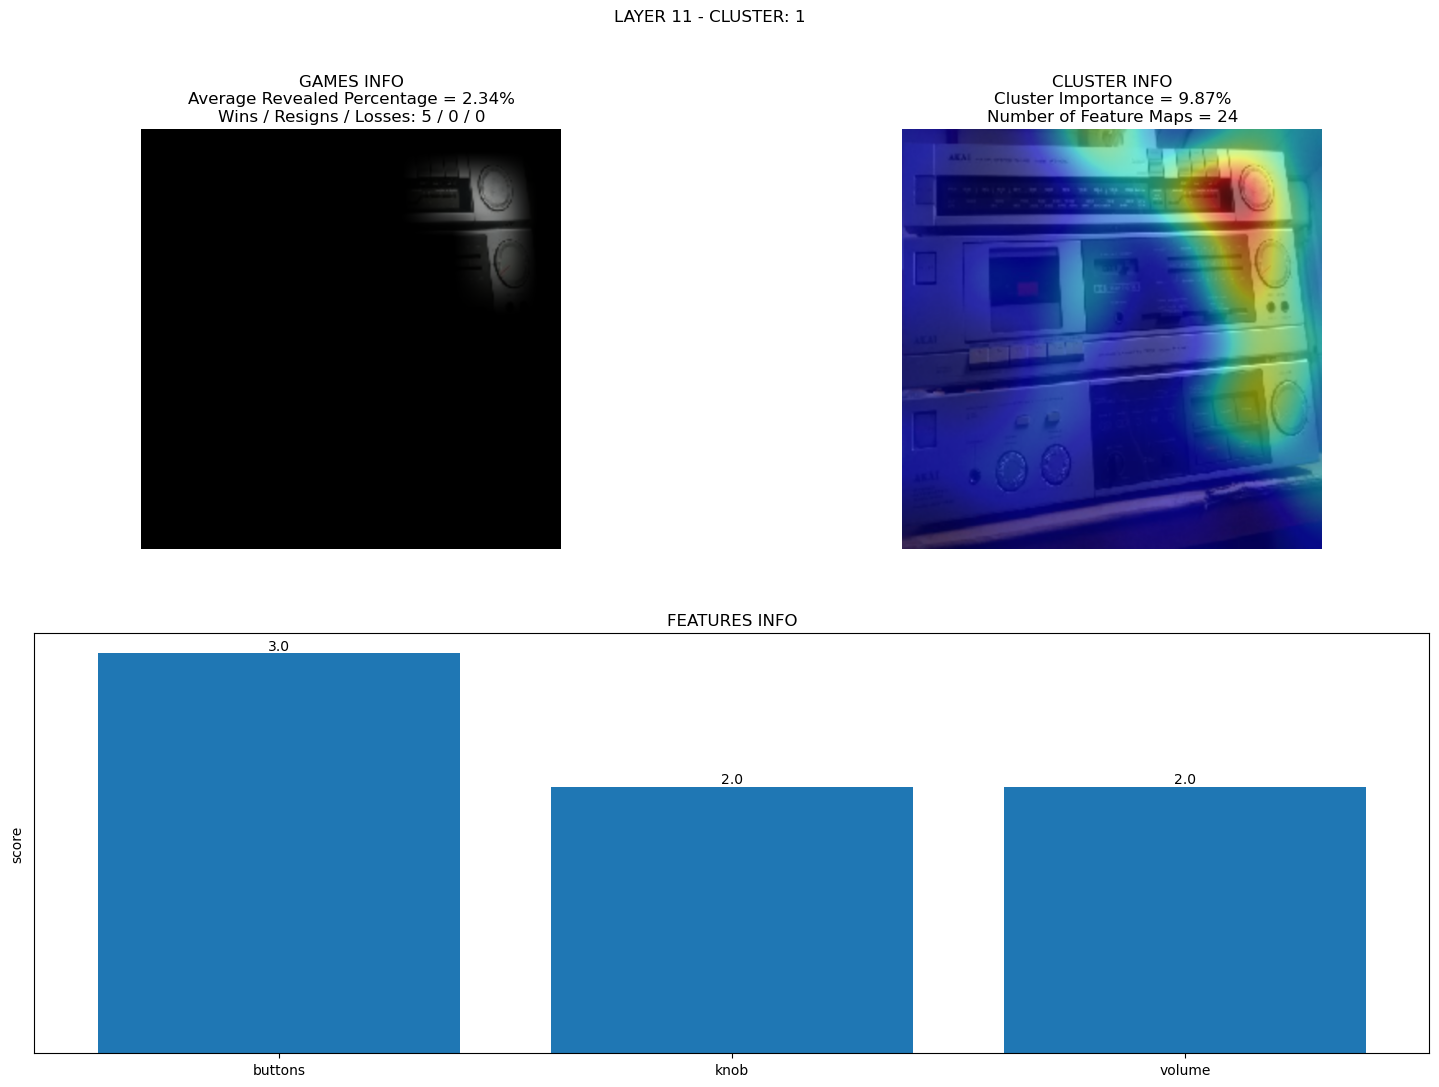 LAYER 11 - CLUSTER: 1
GAMES INFO
Average Revealed Percentage = 2.34%
Wins / Resigns / Losses: 5 / 0 / 0
CLUSTER INFO
Cluster Importance = 9.87%
Number of Feature Maps = 24
AKAI
AKAI
AKAI
FEATURES INFO
score
3.0
2.0
2.0
buttons
knob
volume